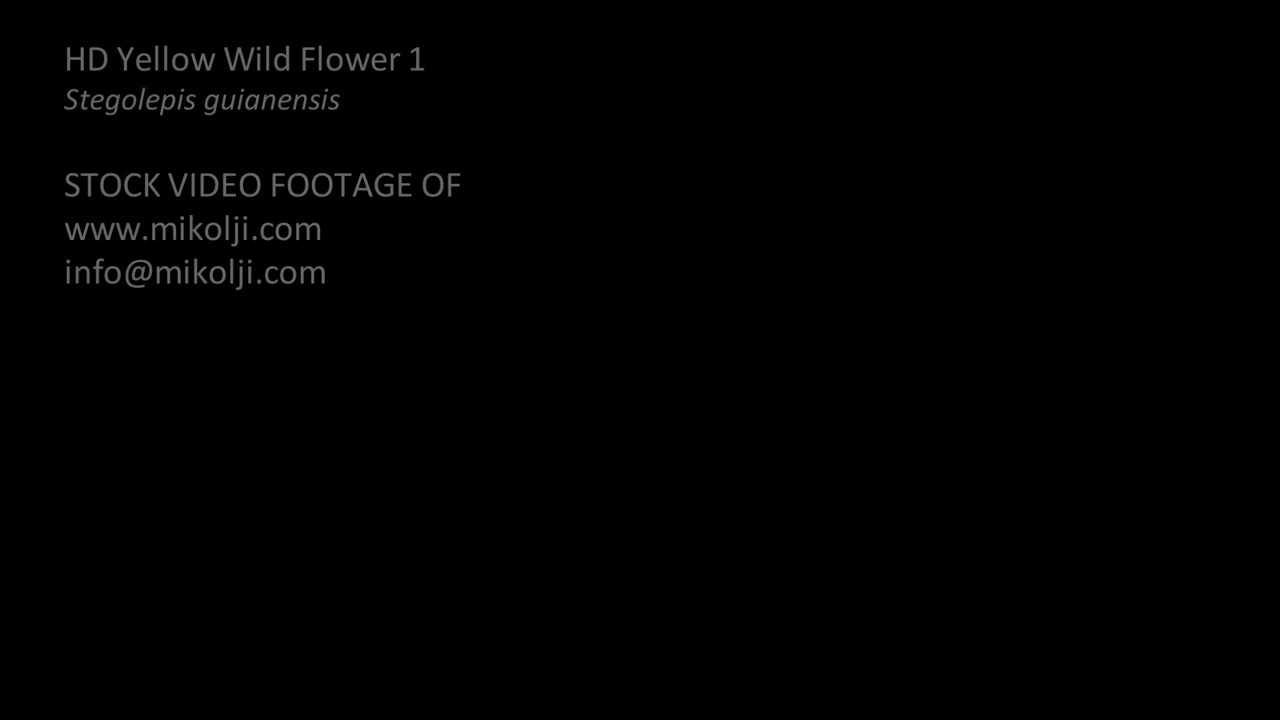 HD Yellow Wild Flower 1
Stegolepis guianensis
STOCK VIDEO FOOTAGE OF
www.mikolji.com
info@mikolji.com